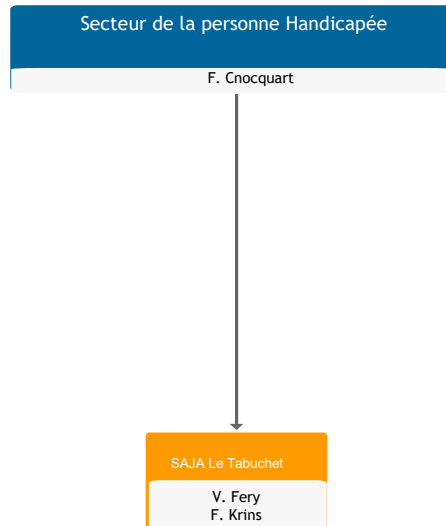 Secteur de la personne Handicapée
F. Cnocquart
SAJA Le Tabuchet
V. Fery
F. Krins